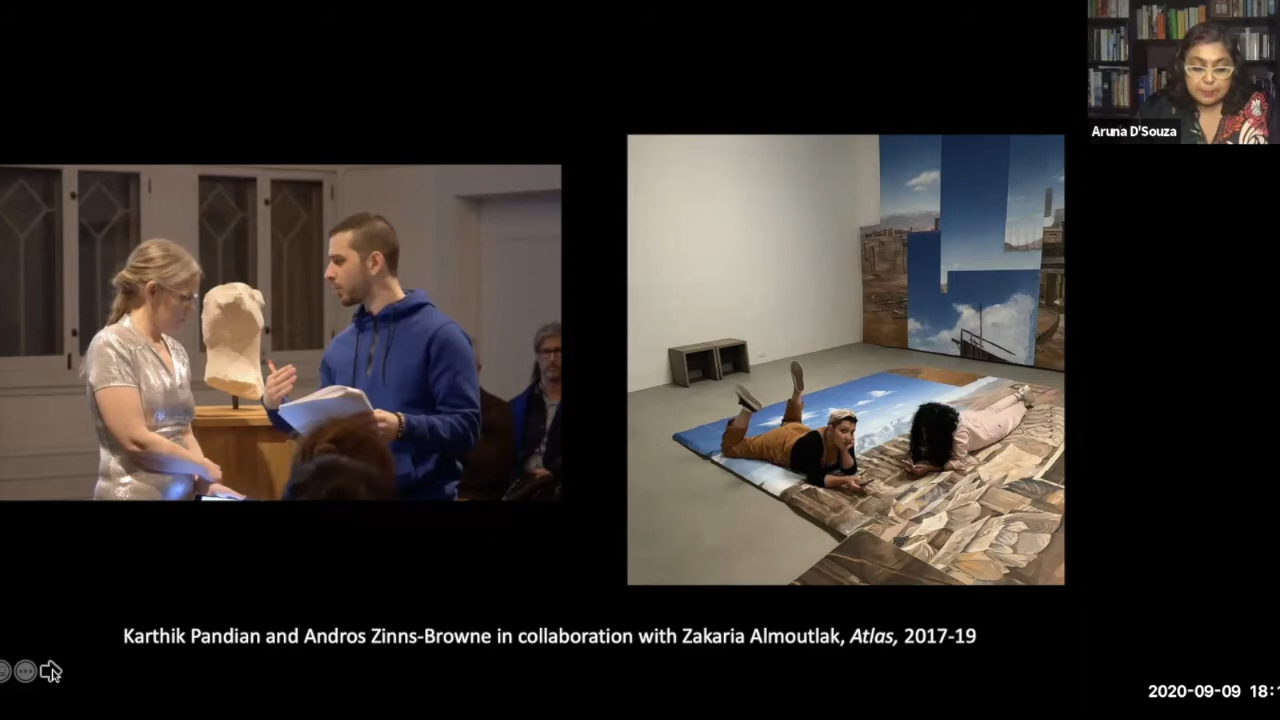 Aruna D'Souza
Karthik Pandian and Andros Zinns-Browne in collaboration with Zakaria Almoutlak, Atlas, 2017-19
2020-09-09 18:1